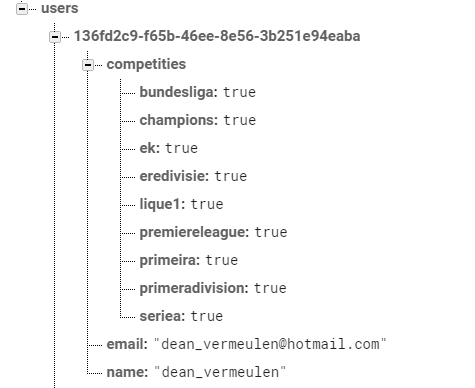 users
136fd2c9-f65b-46ee-8e56-3b251e94eaba
competities
bundesliga: true
champions: true
ek: true
eredivisie: true
lique1: true
premiereleague: true
primeira: true
primeradivision: true
seriea: true
email: "dean_vermeulen@hotmail.com"
name: "dean_vermeulen"